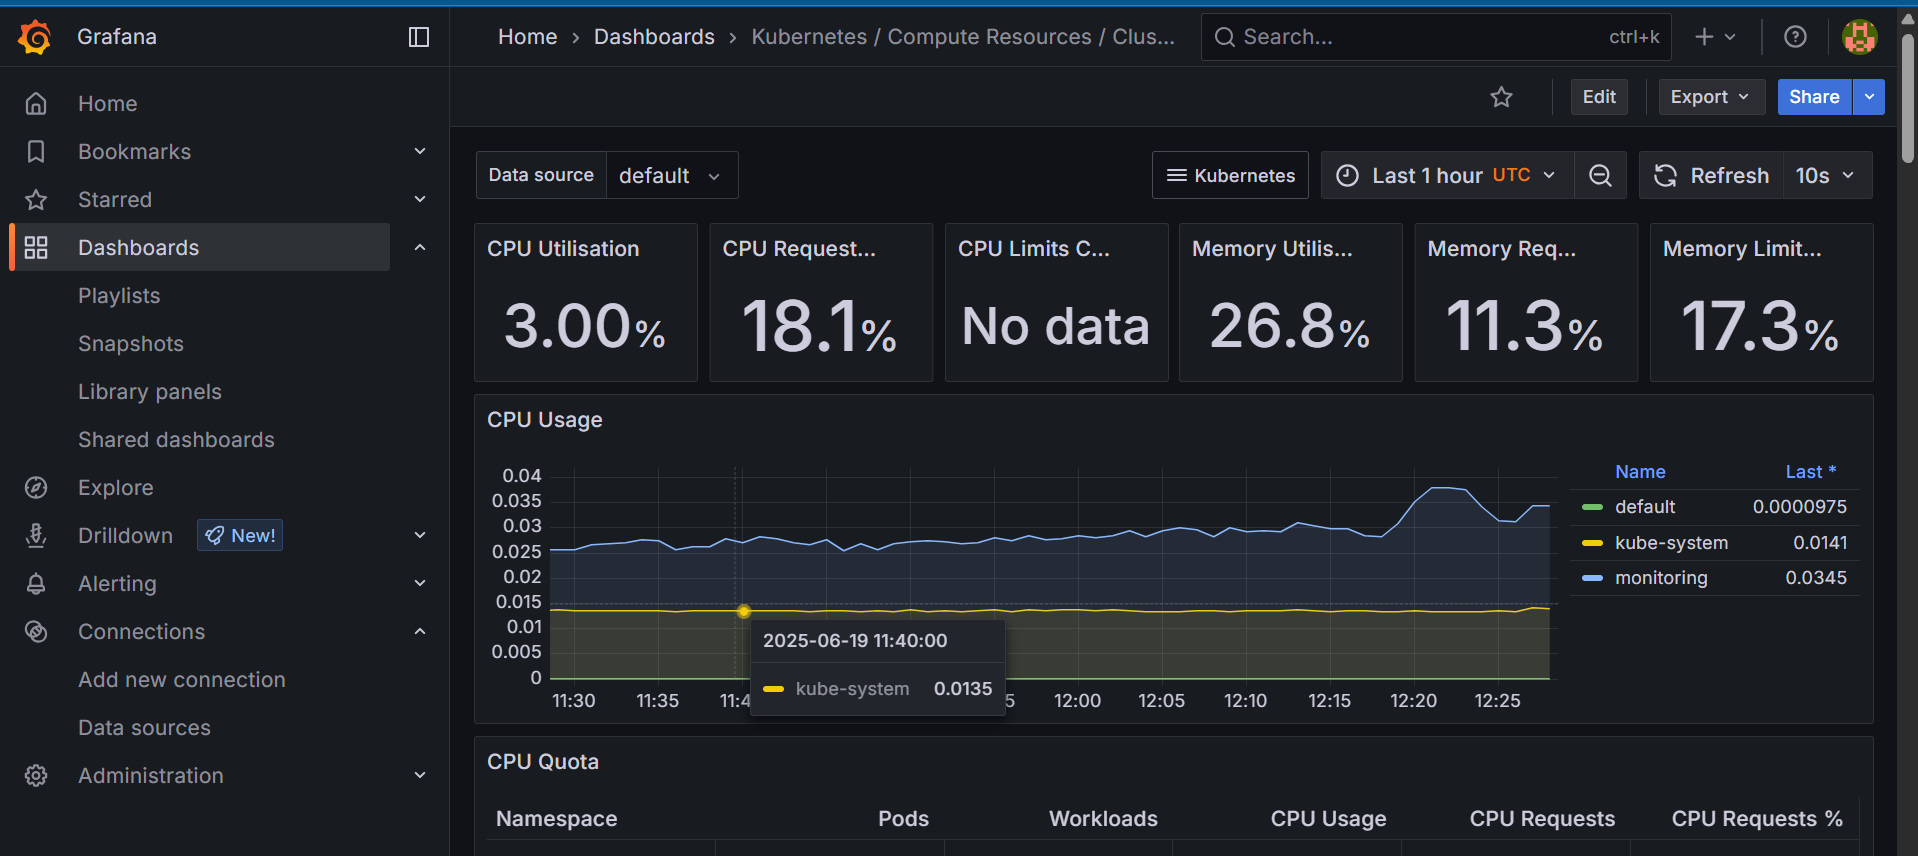 Grafana
Home › Dashboards › Kubernetes / Compute Resources / Clus...
Search...
ctrl+k
Edit
Export
Share
Home
Bookmarks
Starred
Dashboards
Playlists
Snapshots
Library panels
Shared dashboards
Explore
Drilldown
New!
Alerting
Connections
Add new connection
Data sources
Administration
Data source
default
Kubernetes
Last 1 hour UTC
Refresh
10s
CPU Utilisation
3.00%
CPU Request...
18.1%
CPU Limits C...
No data
Memory Utilis...
26.8%
Memory Req...
11.3%
Memory Limit...
17.3%
CPU Usage
0.04
0.035
0.03
0.025
0.02
0.015
0.01
0.005
0
11:30
11:35
11:4
5
12:00
12:05
12:10
12:15
12:20
12:25
2025-06-19 11:40:00
kube-system 0.0135
Name Last *
default 0.0000975
kube-system 0.0141
monitoring 0.0345
CPU Quota
Namespace Pods Workloads CPU Usage CPU Requests CPU Requests %